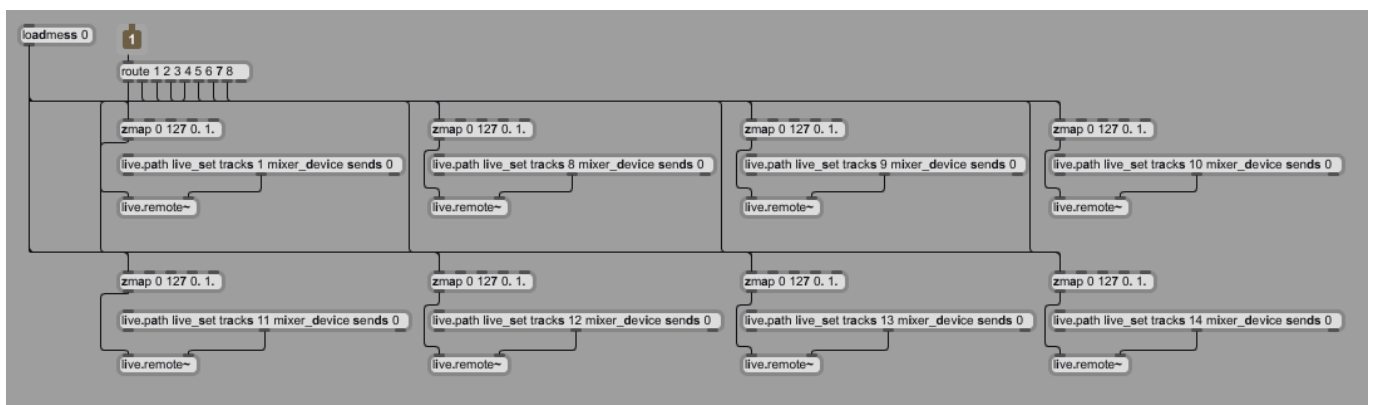 loadmess 0
1
route 1 2 3 4 5 6 7 8
zmap 0 127 0. 1.
zmap 0 127 0. 1.
zmap 0 127 0. 1.
zmap 0 127 0. 1.
live.path live_set tracks 1 mixer_device sends 0
live.path live_set tracks 8 mixer_device sends 0
live.path live_set tracks 9 mixer_device sends 0
live.path live_set tracks 10 mixer_device sends 0
live.remote~
live.remote~
live.remote~
live.remote~
zmap 0 127 0. 1.
zmap 0 127 0. 1.
zmap 0 127 0. 1.
zmap 0 127 0. 1.
live.path live_set tracks 11 mixer_device sends 0
live.path live_set tracks 12 mixer_device sends 0
live.path live_set tracks 13 mixer_device sends 0
live.path live_set tracks 14 mixer_device sends 0
live.remote~
live.remote~
live.remote~
live.remote~